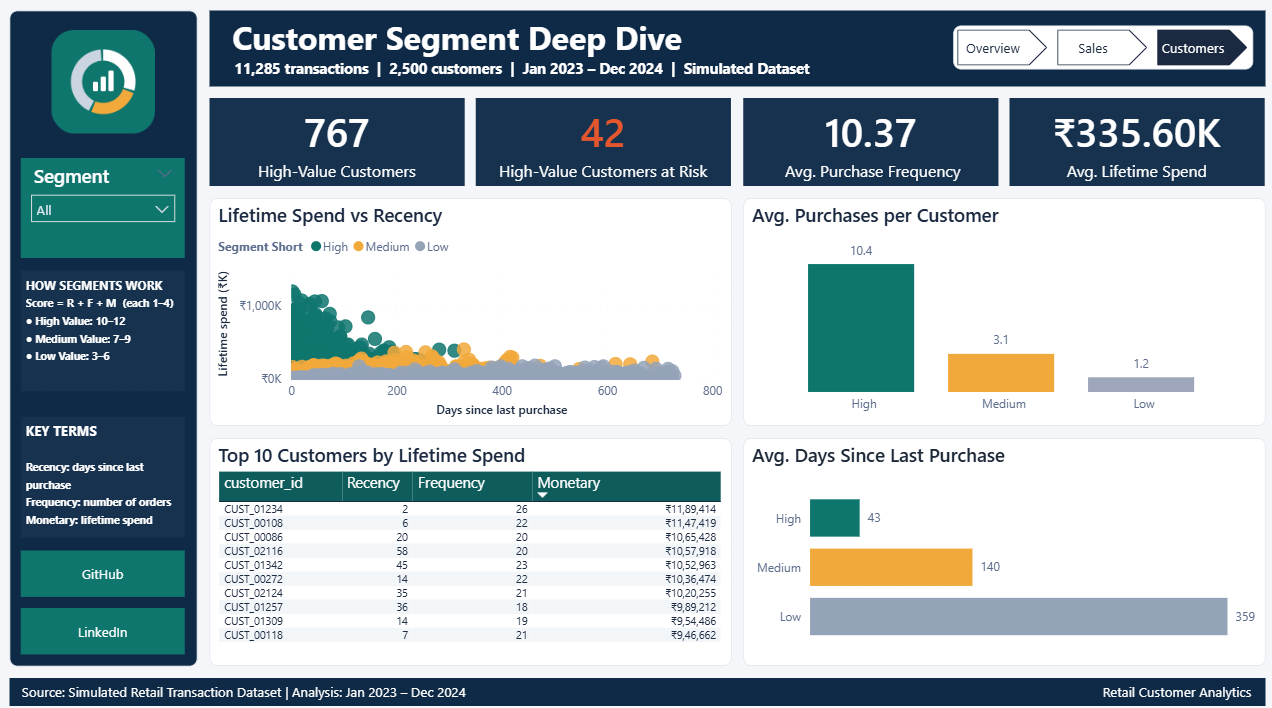 Customer Segment Deep Dive
11,285 transactions | 2,500 customers | Jan 2023 – Dec 2024 | Simulated Dataset
Overview
Sales
Customers
Segment
All
HOW SEGMENTS WORK
Score = R + F + M (each 1–4)
● High Value: 10–12
● Medium Value: 7–9
● Low Value: 3–6
KEY TERMS
Recency: days since last
purchase
Frequency: number of orders
Monetary: lifetime spend
GitHub
LinkedIn
767
High-Value Customers
42
High-Value Customers at Risk
10.37
Avg. Purchase Frequency
₹335.60K
Avg. Lifetime Spend
Lifetime Spend vs Recency
Segment Short High Medium Low
Lifetime spend (₹K)
₹1,000K
₹0K
0 200 400 600 800
Days since last purchase
Avg. Purchases per Customer
10.4
3.1
1.2
High Medium Low
Top 10 Customers by Lifetime Spend
customer_id Recency Frequency Monetary
CUST_01234 2 26 ₹11,89,414
CUST_00108 6 22 ₹11,47,419
CUST_00086 20 20 ₹10,65,428
CUST_02116 58 20 ₹10,57,918
CUST_01342 45 23 ₹10,52,963
CUST_00272 14 22 ₹10,36,474
CUST_02124 35 21 ₹10,20,255
CUST_01257 36 18 ₹9,89,212
CUST_01309 14 19 ₹9,54,486
CUST_00118 7 21 ₹9,46,662
Avg. Days Since Last Purchase
High 43
Medium 140
Low 359
Source: Simulated Retail Transaction Dataset | Analysis: Jan 2023 – Dec 2024
Retail Customer Analytics